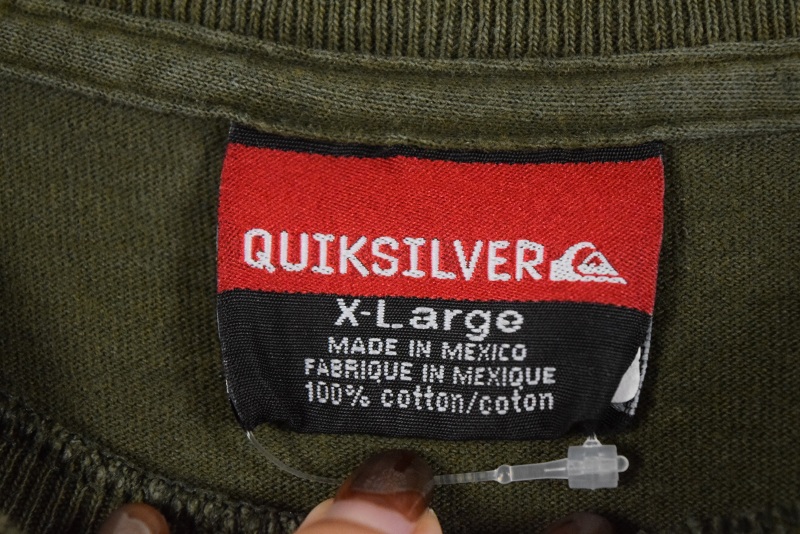 QUIKSILVER
X-Large
MADE IN MEXICO
FABRIQUE IN MEXIQUE
100% cotton/coton